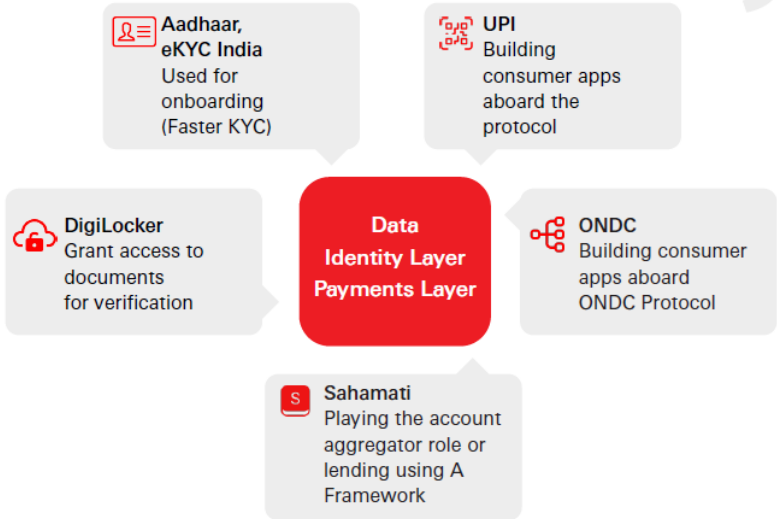 Aadhaar,
eKYC India
Used for
onboarding
(Faster KYC)
UPI
Building
consumer apps
aboard the
protocol
DigiLocker
Grant access to
documents
for verification
Data
Identity Layer
Payments Layer
ONDC
Building consumer
apps aboard
ONDC Protocol
S
Sahamati
Playing the account
aggregator role or
lending using A
Framework